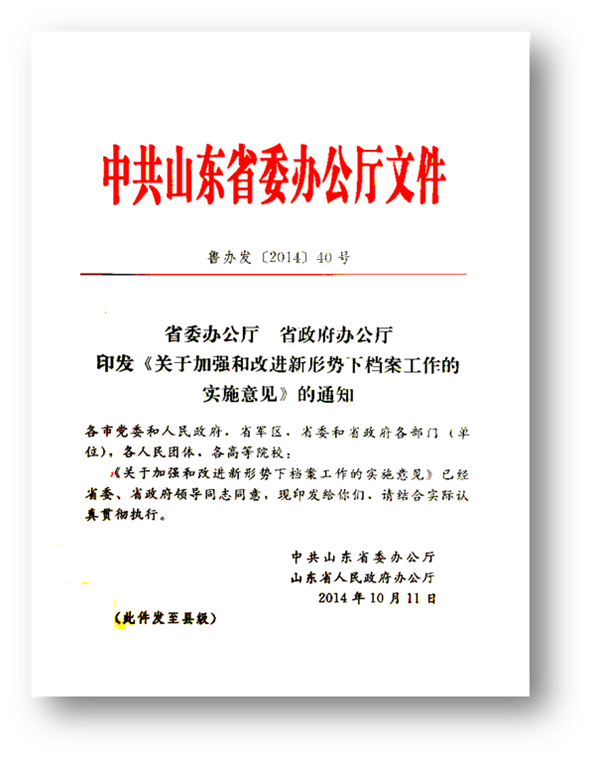 中共山东省委办公厅文件
鲁办发〔2014〕40号
省委办公厅　省政府办公厅
印发《关于加强和改进新形势下档案工作的
实施意见》的通知
各市党委和人民政府，省军区，省委和省政府各部门（单
位），各人民团体，各高等院校：
《关于加强和改进新形势下档案工作的实施意见》已经
省委、省政府领导同志同意，现印发给你们，请结合实际认
真贯彻执行。
中共山东省委办公厅
山东省人民政府办公厅
2014年10月11日
（此件发至县级）